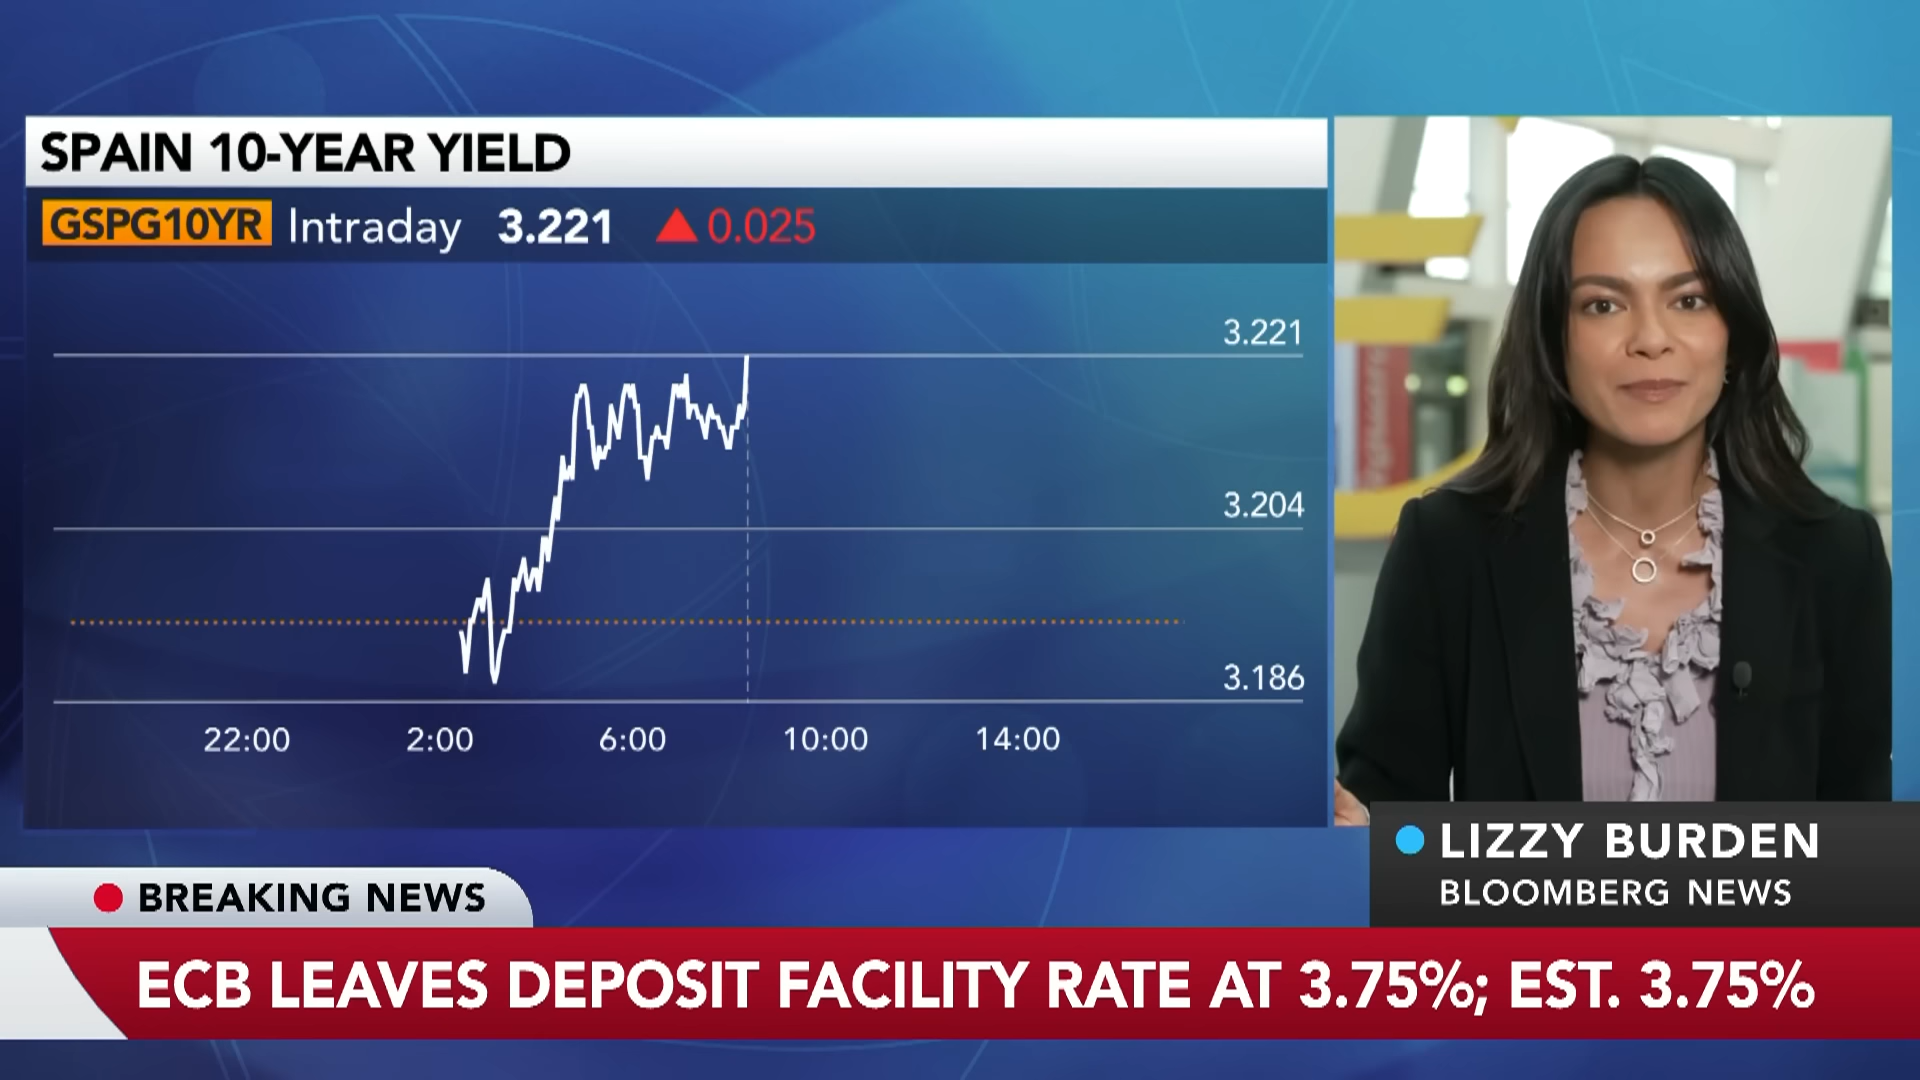 SPAIN 10-YEAR YIELD
GSPG10YR Intraday 3.221 ▲ 0.025
3.221
3.204
3.186
22:00 2:00 6:00 10:00 14:00
LIZZY BURDEN
BLOOMBERG NEWS
BREAKING NEWS
ECB LEAVES DEPOSIT FACILITY RATE AT 3.75%; EST. 3.75%